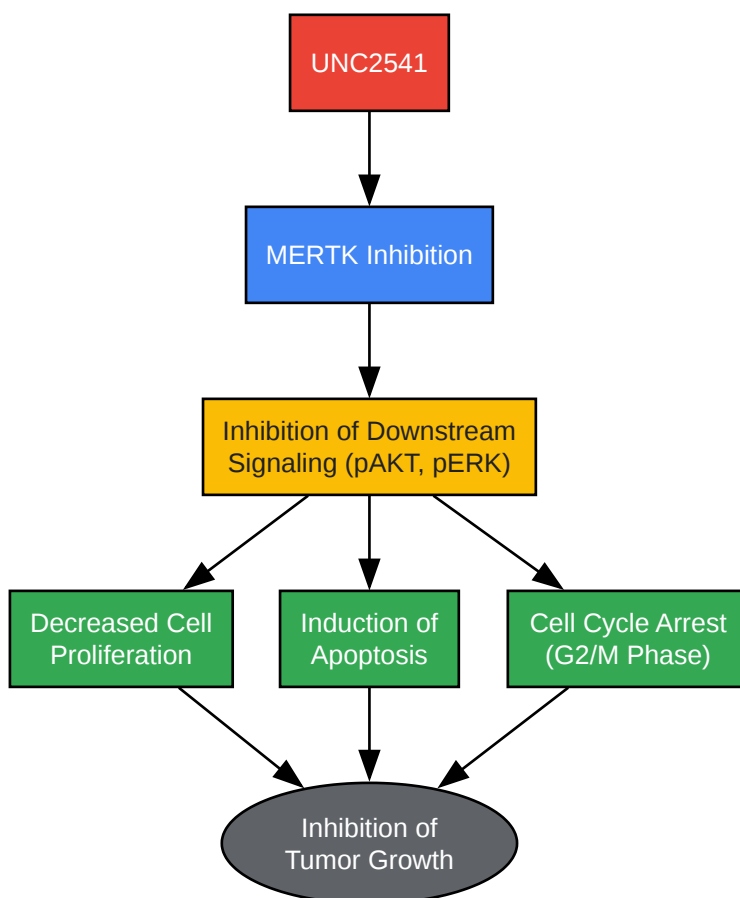 UNC2541
MERTK Inhibition
Inhibition of Downstream
Signaling (pAKT, pERK)
Decreased Cell
Proliferation
Induction of
Apoptosis
Cell Cycle Arrest
(G2/M Phase)
Inhibition of
Tumor Growth